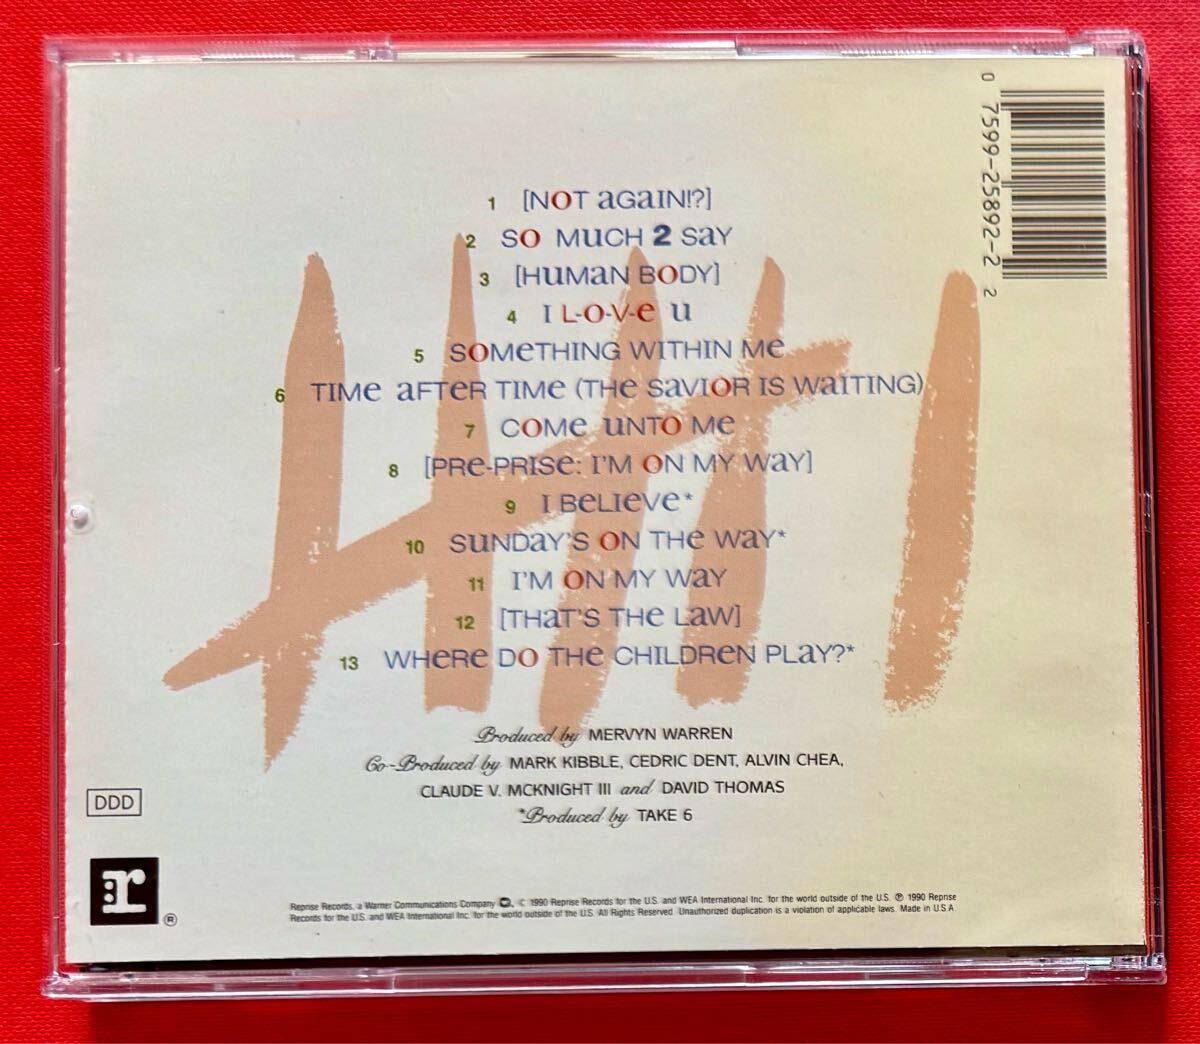 0 7599-25892-2 2
1 [NOT agaIN!?]
2 SO MuCH 2 Say
3 [HuMaN BODY]
4 I L-O-V-e u
5 SOMeTHING WITHIN Me
6 TIMe aFTeR TIMe (THe SaVIOR IS WaITING)
7 COMe uNTO Me
8 [PRe-PRISe: I'M ON MY Way]
9 I BeLIeVe*
10 SuNDay'S ON THe Way*
11 I'M ON MY Way
12 [THaT'S THe Law]
13 WHeRe DO THe CHILDReN PLay?*
Produced by MERVYN WARREN
Co-Produced by MARK KIBBLE, CEDRIC DENT, ALVIN CHEA,
CLAUDE V. MCKNIGHT III and DAVID THOMAS
*Produced by TAKE 6
DDD
r ®
Reprise Records, a Warner Communications Company © 1990 Reprise Records for the U.S. and WEA International Inc. for the world outside of the U.S. ℗ 1990 Reprise
Records for the U.S. and WEA International Inc. for the world outside of the U.S. All Rights Reserved. Unauthorized duplication is a violation of applicable laws. Made in U.S.A.